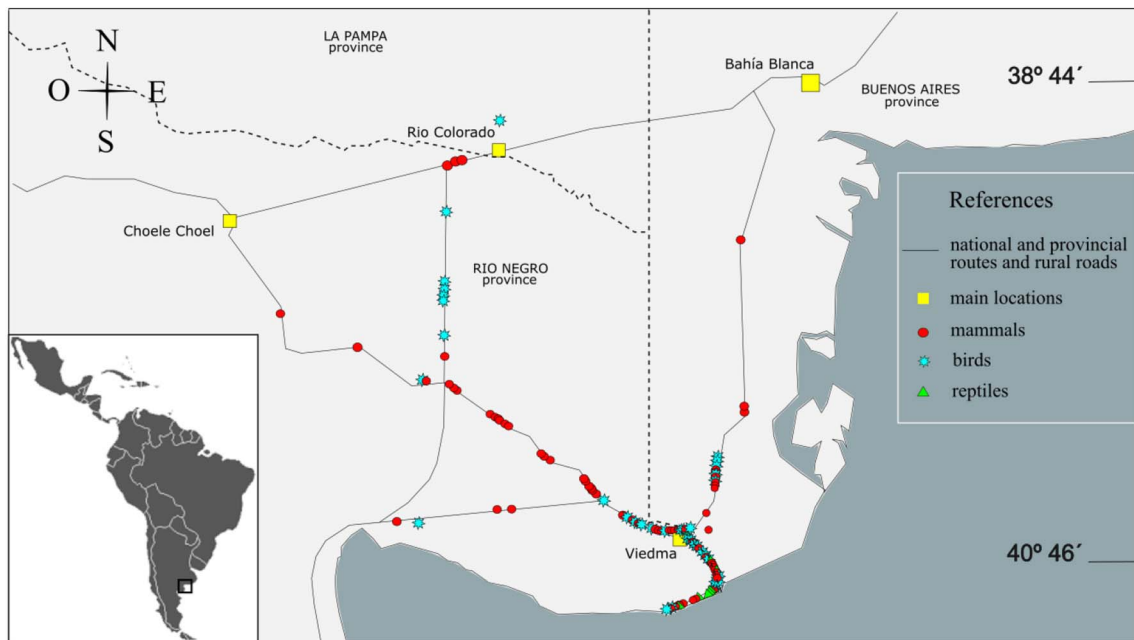 LA PAMPA
province
N
O E
S
Bahía Blanca
38º 44´
BUENOS AIRES
province
Rio Colorado
Choele Choel
RIO NEGRO
province
References
national and provincial
routes and rural roads
main locations
mammals
birds
reptiles
Viedma
40º 46´